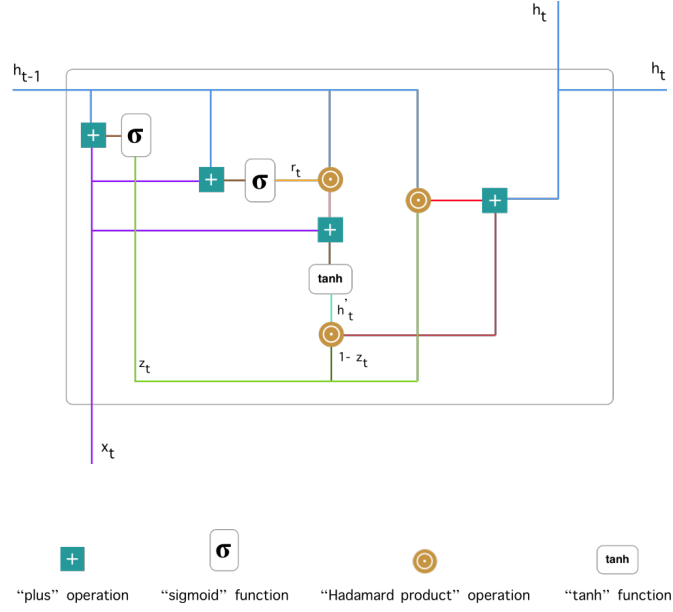 h_t
h_{t-1}
h_t
+
σ
+
σ
r_t
+
+
tanh
h'_t
1- z_t
z_t
x_t
+
σ
tanh
“plus” operation
“sigmoid” function
“Hadamard product” operation
“tanh” function